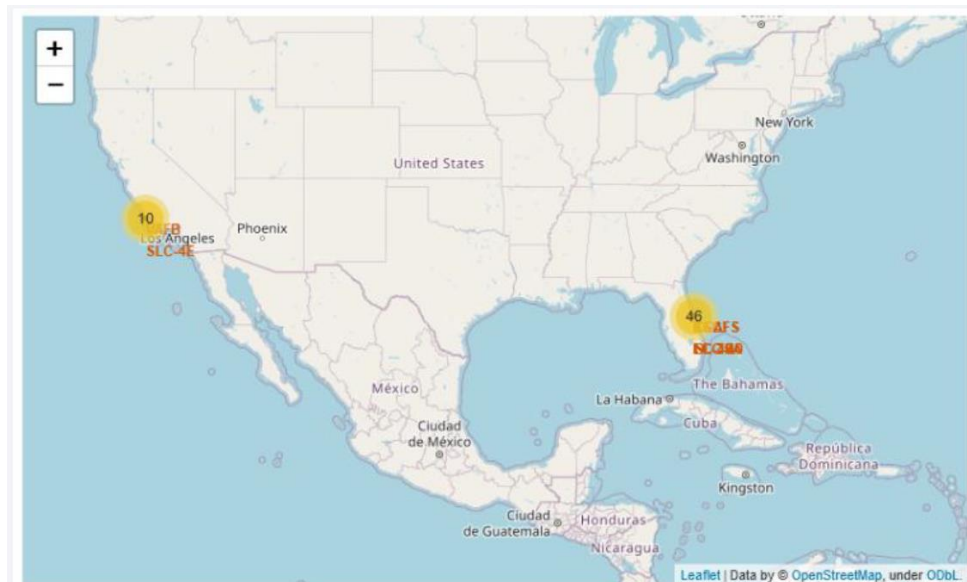 +
−
New York
Washington
United States
10
Los Angeles
Phoenix
SLC-4E
46
The Bahamas
La Habana
Cuba
México
Ciudad
de México
República
Dominicana
Kingston
Ciudad
de Guatemala
Honduras
Nicaragua
Leaflet | Data by © OpenStreetMap, under ODbL.